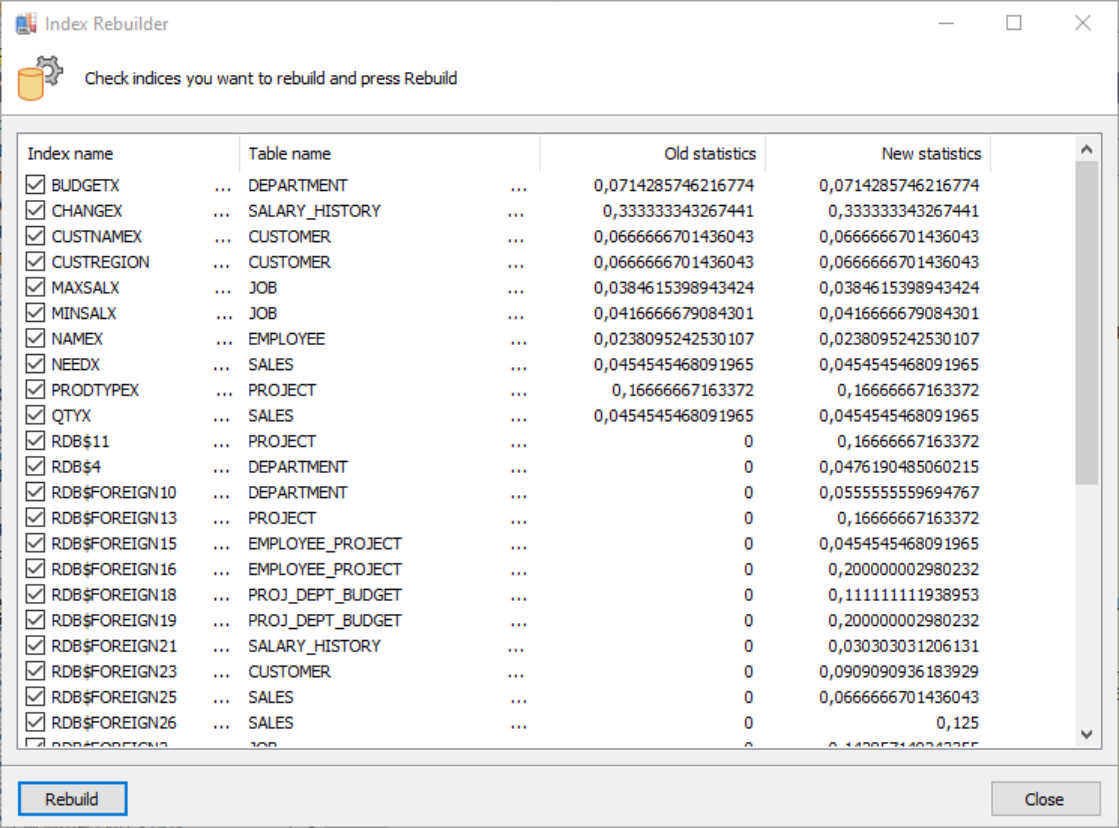 Index Rebuilder
Check indices you want to rebuild and press Rebuild
Index name Table name Old statistics New statistics
BUDGETX ... DEPARTMENT ... 0,0714285746216774 0,0714285746216774
CHANGEX ... SALARY_HISTORY ... 0,333333343267441 0,333333343267441
CUSTNAMEX ... CUSTOMER ... 0,0666666701436043 0,0666666701436043
CUSTREGION ... CUSTOMER ... 0,0666666701436043 0,0666666701436043
MAXSALX ... JOB ... 0,0384615398943424 0,0384615398943424
MINSALX ... JOB ... 0,0416666679084301 0,0416666679084301
NAMEX ... EMPLOYEE ... 0,0238095242530107 0,0238095242530107
NEEDX ... SALES ... 0,0454545468091965 0,0454545468091965
PRODTYPEX ... PROJECT ... 0,16666667163372 0,16666667163372
QTYX ... SALES ... 0,0454545468091965 0,0454545468091965
RDB$11 ... PROJECT ... 0 0,16666667163372
RDB$4 ... DEPARTMENT ... 0 0,0476190485060215
RDB$FOREIGN10 ... DEPARTMENT ... 0 0,0555555559694767
RDB$FOREIGN13 ... PROJECT ... 0 0,16666667163372
RDB$FOREIGN15 ... EMPLOYEE_PROJECT ... 0 0,0454545468091965
RDB$FOREIGN16 ... EMPLOYEE_PROJECT ... 0 0,200000002980232
RDB$FOREIGN18 ... PROJ_DEPT_BUDGET ... 0 0,111111111938953
RDB$FOREIGN19 ... PROJ_DEPT_BUDGET ... 0 0,200000002980232
RDB$FOREIGN21 ... SALARY_HISTORY ... 0 0,030303031206131
RDB$FOREIGN23 ... CUSTOMER ... 0 0,0909090936183929
RDB$FOREIGN25 ... SALES ... 0 0,0666666701436043
RDB$FOREIGN26 ... SALES ... 0 0,125
Rebuild Close